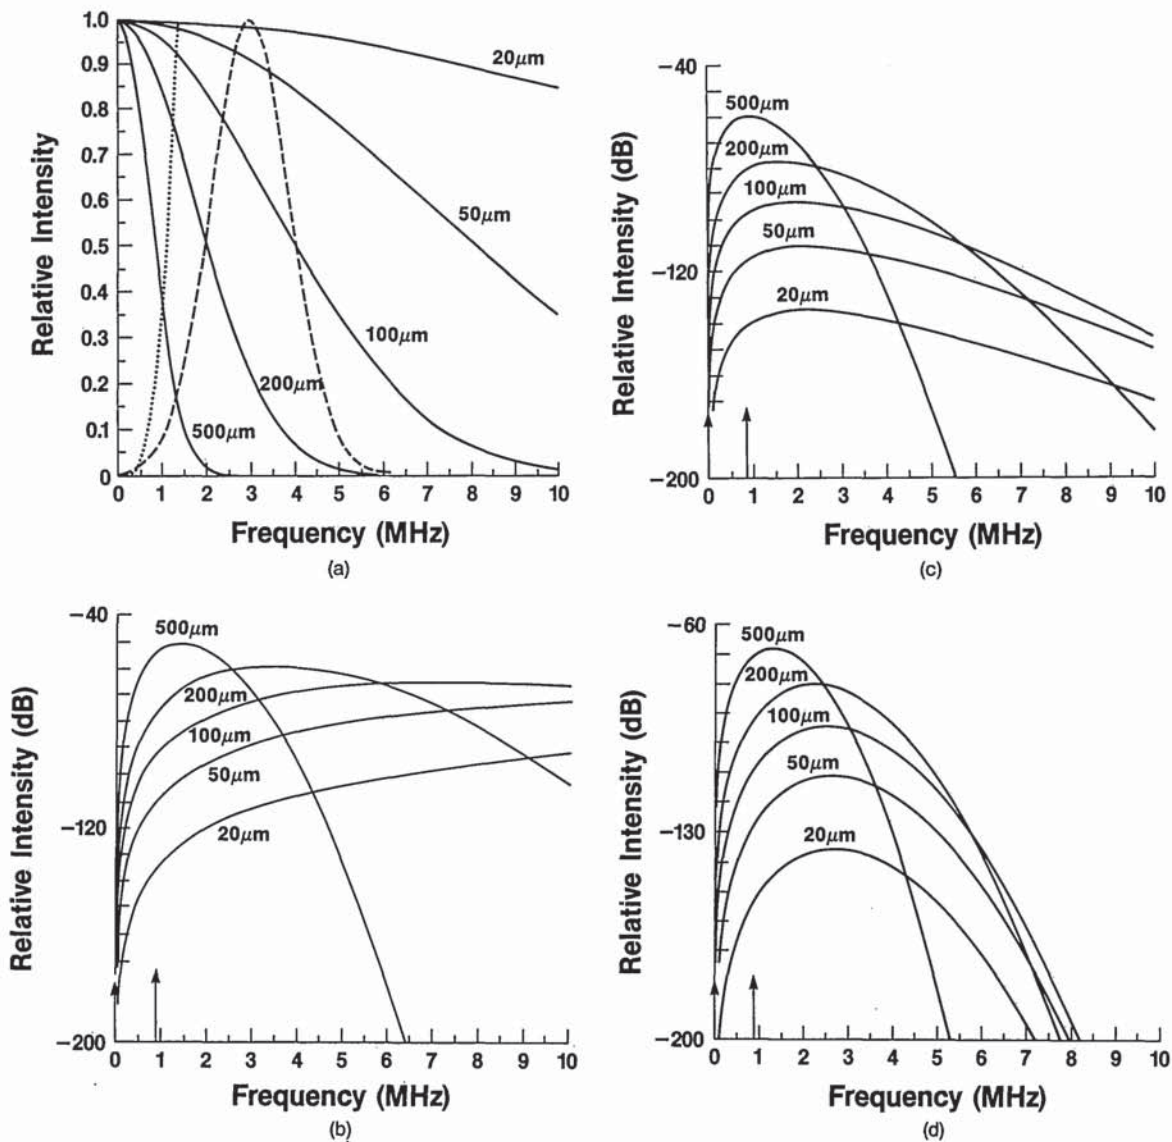 1.0
0.9
0.8
0.7
0.6
0.5
0.4
0.3
0.2
0.1
0
Relative Intensity
20μm
50μm
100μm
200μm
500μm
0 1 2 3 4 5 6 7 8 9 10
Frequency (MHz)
(a)
-40
-120
-200
Relative Intensity (dB)
500μm
200μm
100μm
50μm
20μm
0 1 2 3 4 5 6 7 8 9 10
Frequency (MHz)
(c)
-40
-120
-200
Relative Intensity (dB)
500μm
200μm
100μm
50μm
20μm
0 1 2 3 4 5 6 7 8 9 10
Frequency (MHz)
(b)
-60
-130
-200
Relative Intensity (dB)
500μm
200μm
100μm
50μm
20μm
0 1 2 3 4 5 6 7 8 9 10
Frequency (MHz)
(d)